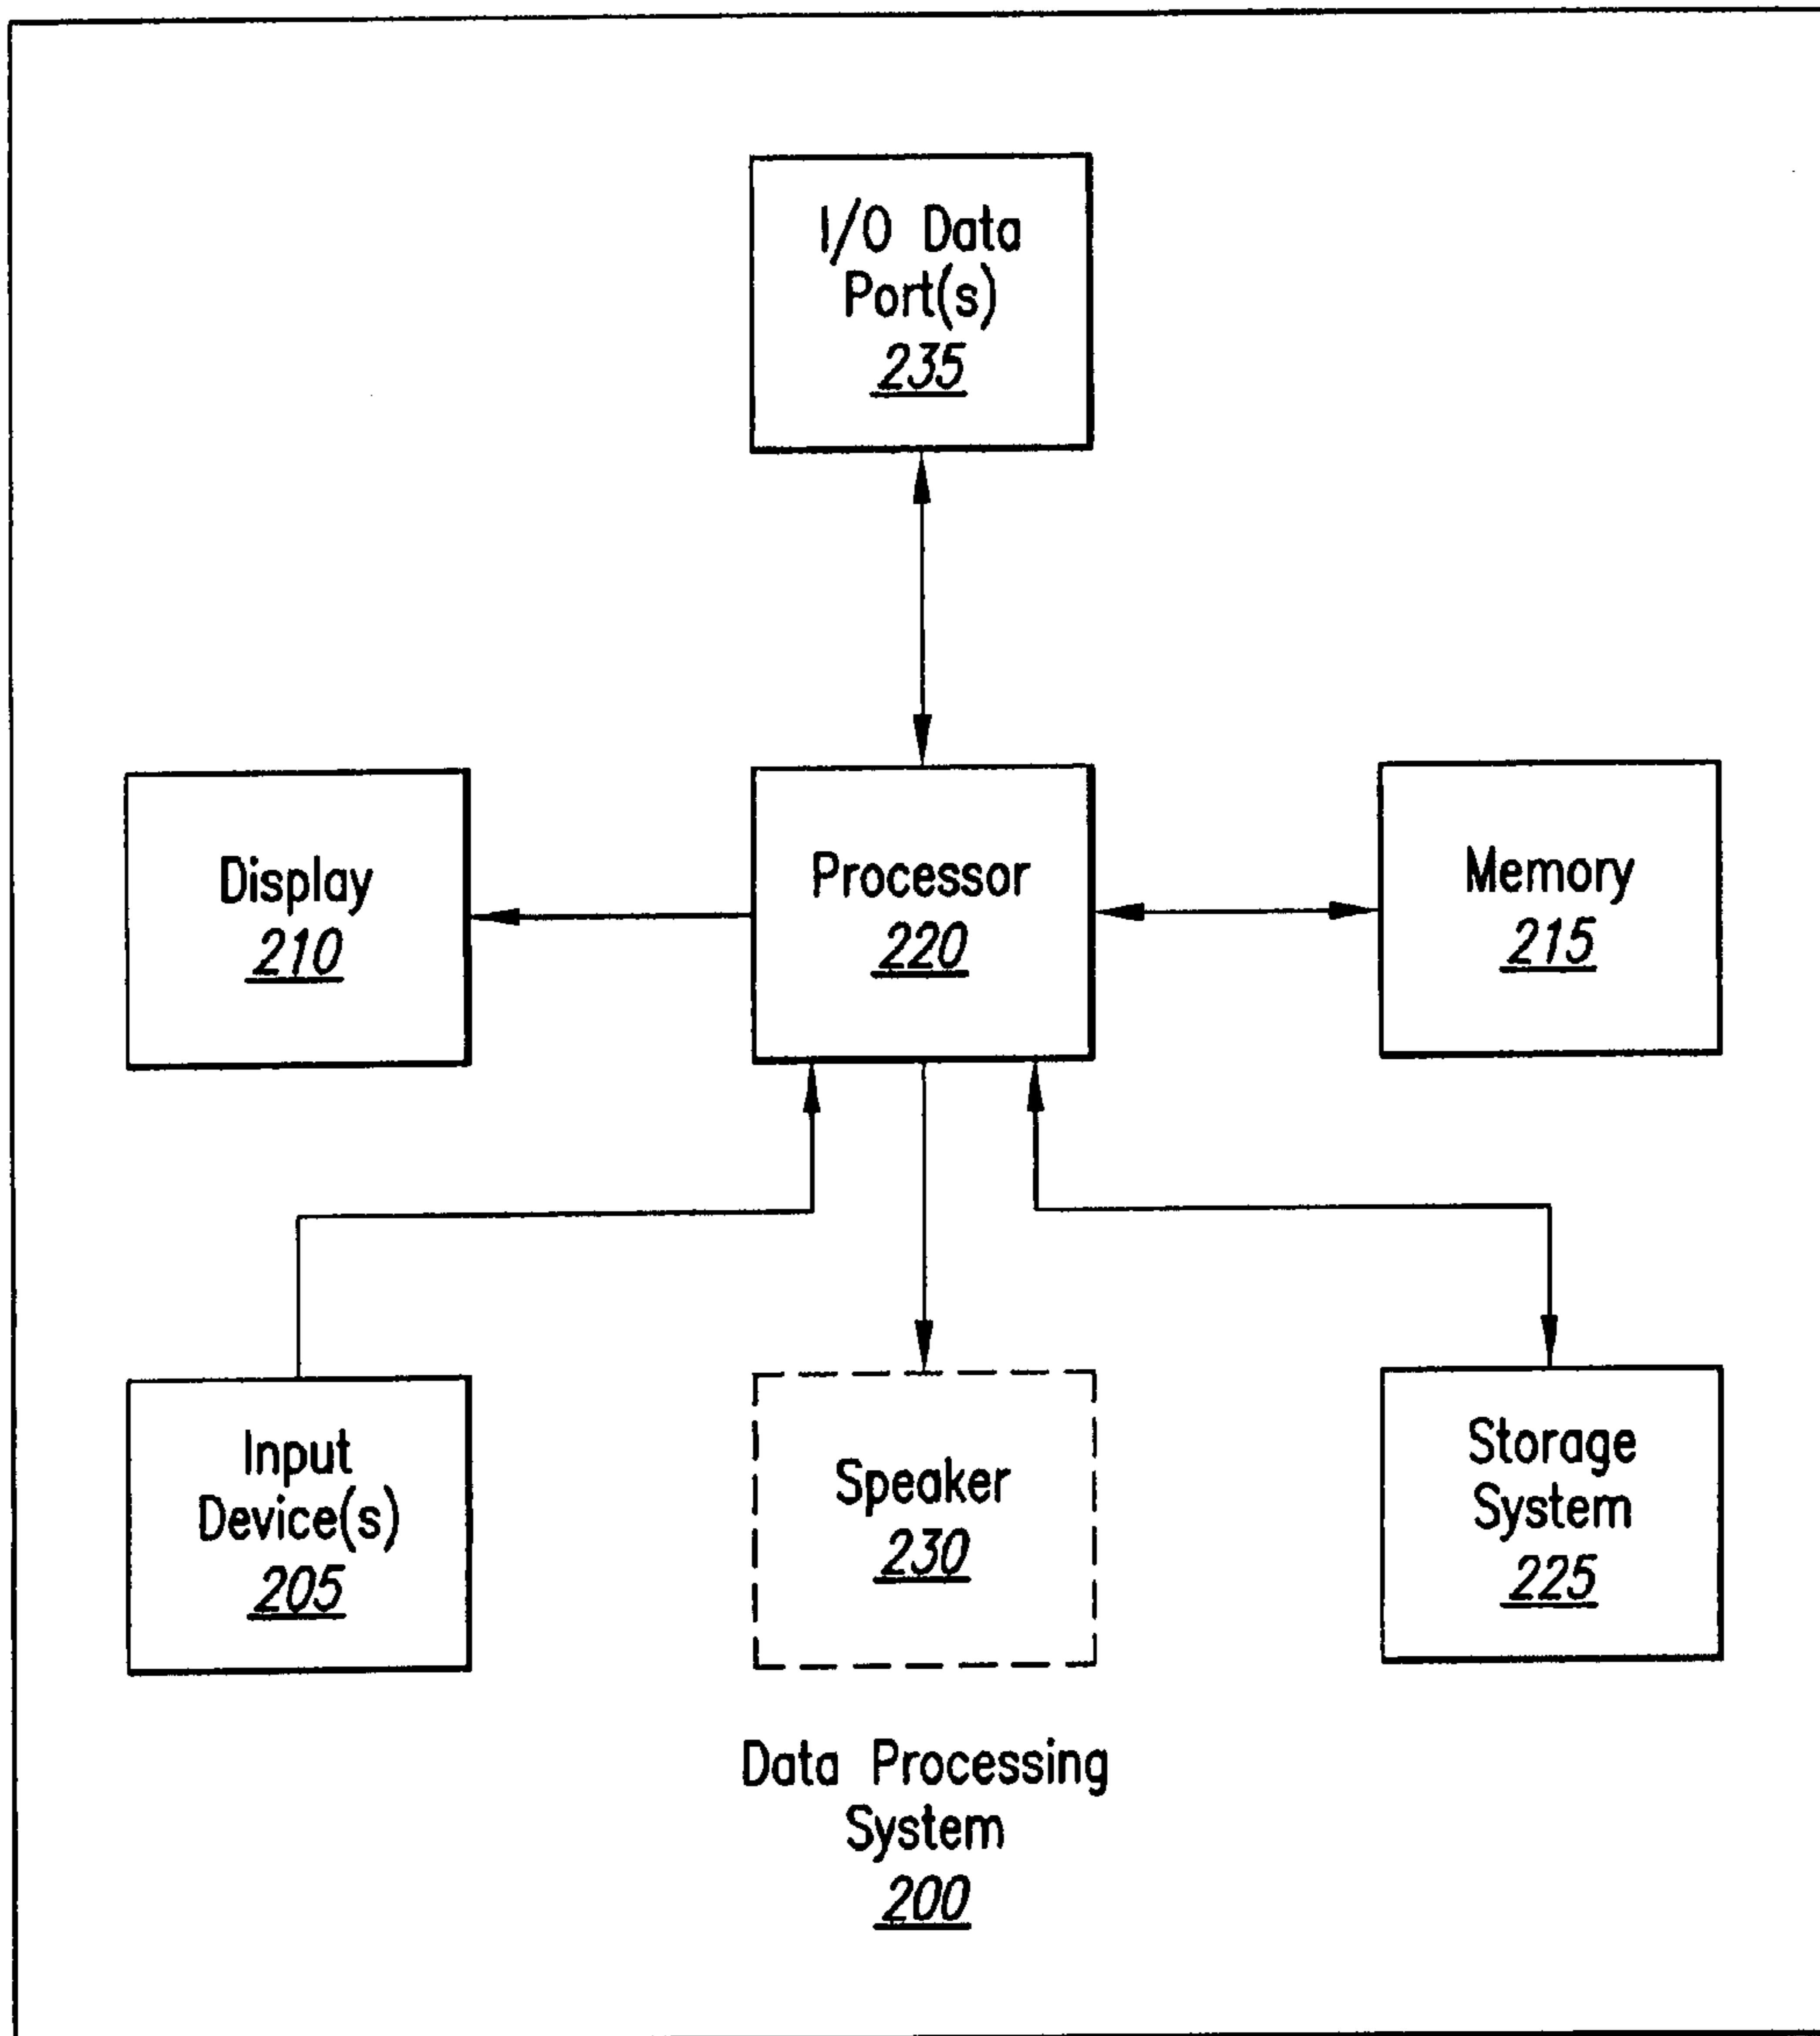 I/O Data
Port(s)
235
Display
210
Processor
220
Memory
215
Input
Device(s)
205
Speaker
230
Storage
System
225
Data Processing
System
200